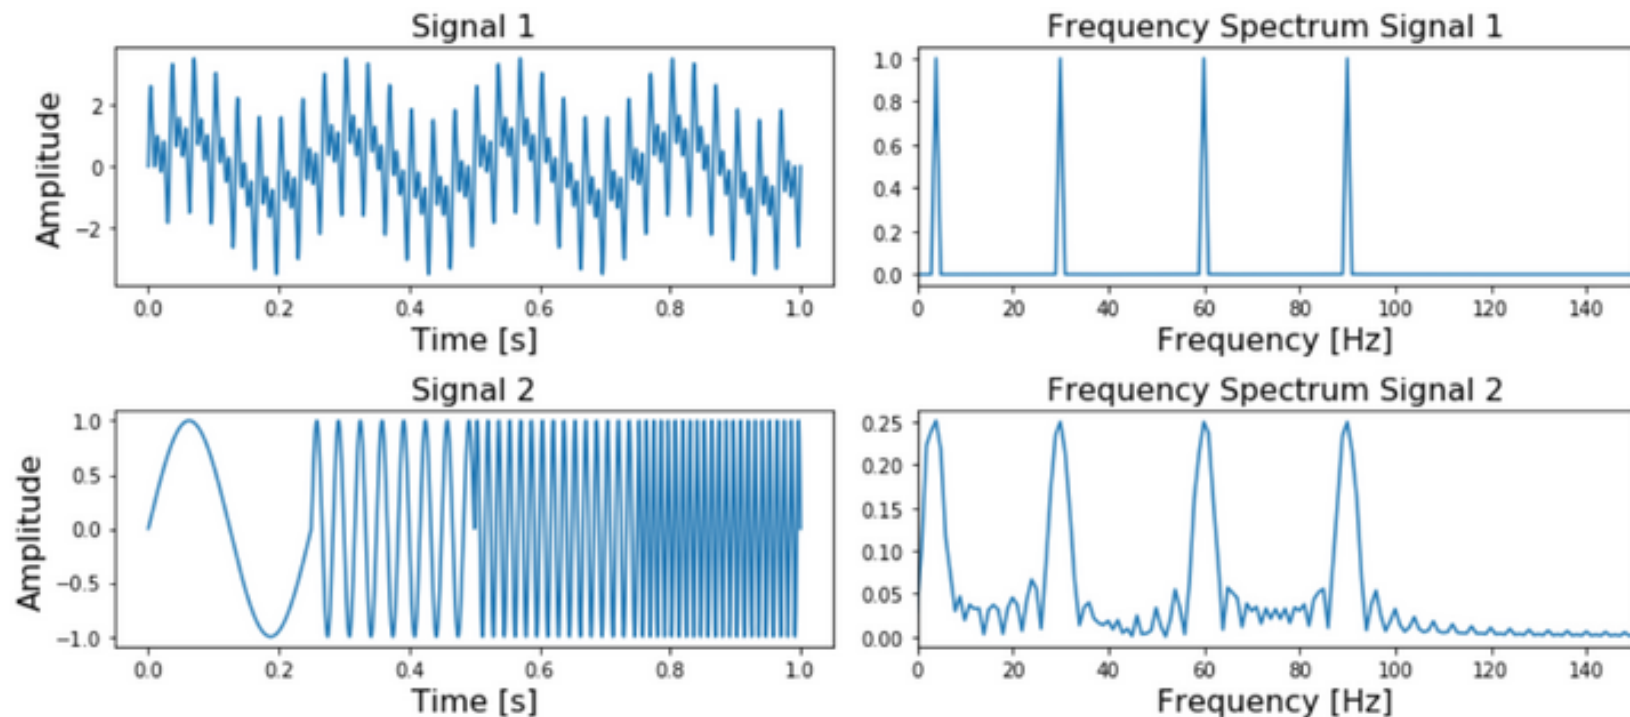 Signal 1
Frequency Spectrum Signal 1
Amplitude
2
0
−2
0.0 0.2 0.4 0.6 0.8 1.0
Time [s]
1.0
0.8
0.6
0.4
0.2
0.0
0 20 40 60 80 100 120 140
Frequency [Hz]
Signal 2
Frequency Spectrum Signal 2
Amplitude
1.0
0.5
0.0
−0.5
−1.0
0.0 0.2 0.4 0.6 0.8 1.0
Time [s]
0.25
0.20
0.15
0.10
0.05
0.00
0 20 40 60 80 100 120 140
Frequency [Hz]